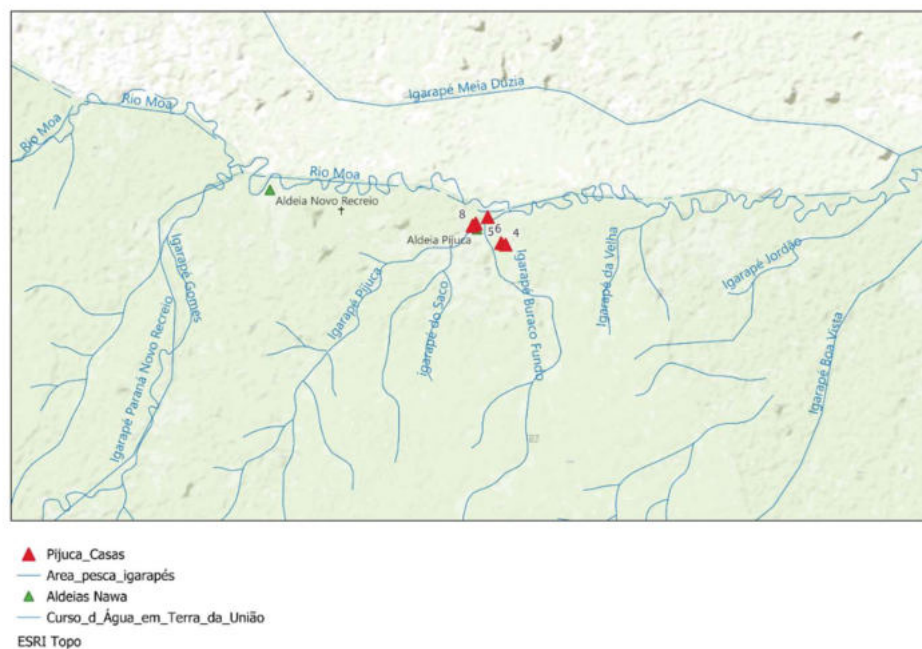 Igarapé Meia Dúzia
Rio Moa
Rio Moa
Rio Moa
Aldeia Novo Recreio
8
5
6
4
Aldeia Pijuca
Igarapé Gomes
Igarapé Paraná Novo Recreio
Igarapé Pijuca
igarapé do Saco
Igarapé Buraco Fundo
Igarapé da Velha
Igarapé Jordão
Igarapé Boa Vista
Pijuca_Casas
Area_pesca_igarapés
Aldeias Nawa
Curso_d_Água_em_Terra_da_União
ESRI Topo